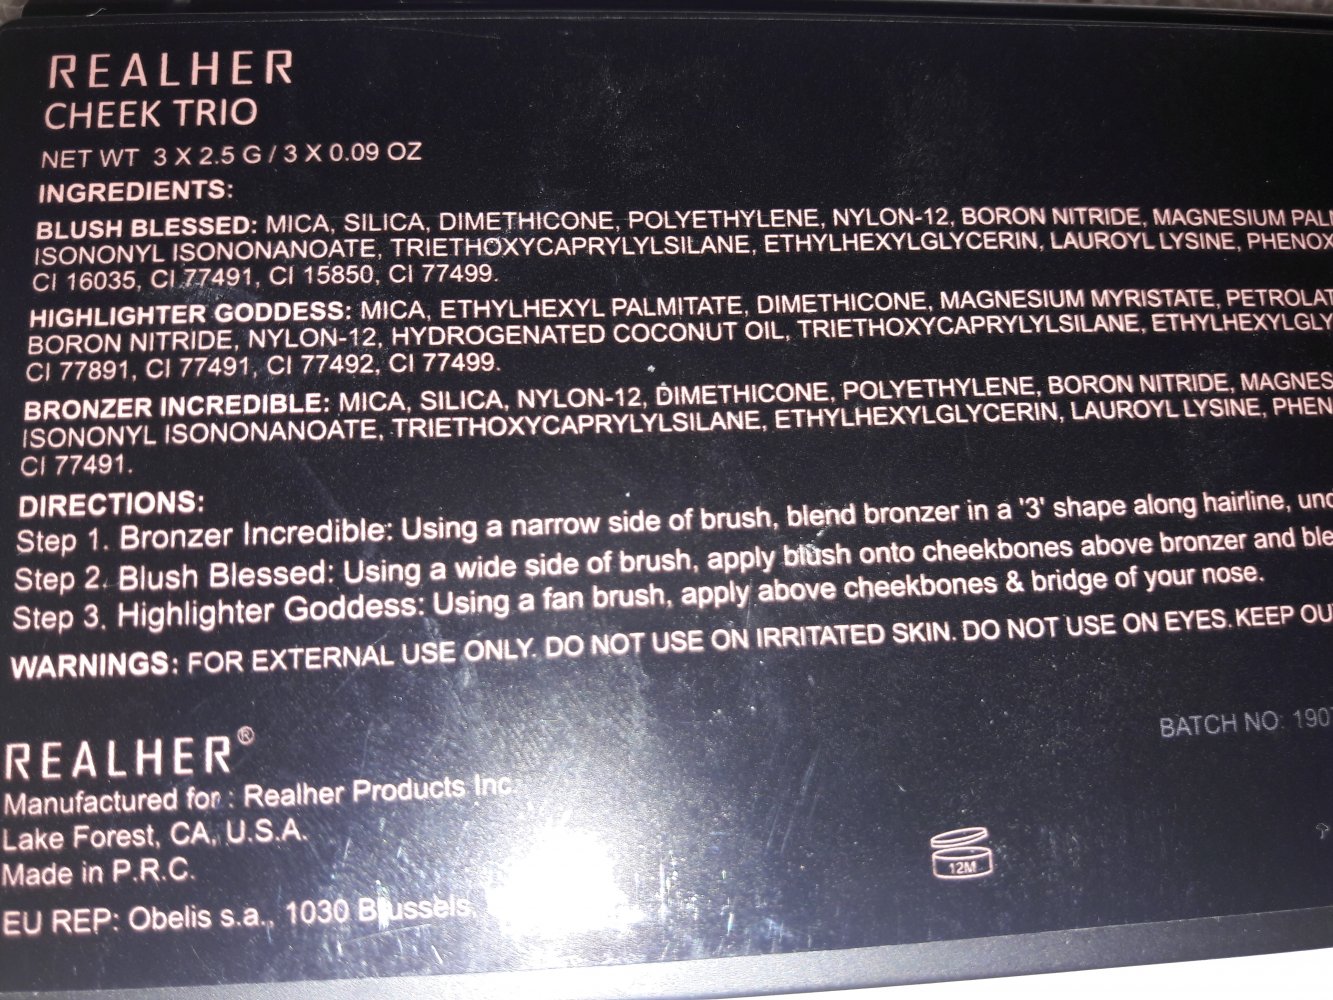 REALHER
CHEEK TRIO
NET WT 3 X 2.5 G / 3 X 0.09 OZ
INGREDIENTS:
BLUSH BLESSED: MICA, SILICA, DIMETHICONE, POLYETHYLENE, NYLON-12, BORON NITRIDE, MAGNESIUM
ISONONYL ISONONANOATE, TRIETHOXYCAPRYLYLSILANE, ETHYLHEXYLGLYCERIN, LAUROYL LYSINE,
CI 16035, CI 77491, CI 15850, CI 77499.
HIGHLIGHTER GODDESS: MICA, ETHYLHEXYL PALMITATE, DIMETHICONE, MAGNESIUM MYRISTATE,
BORON NITRIDE, NYLON-12, HYDROGENATED COCONUT OIL, TRIETHOXYCAPRYLYLSILANE,
CI 77891, CI 77491, CI 77492, CI 77499.
BRONZER INCREDIBLE: MICA, SILICA, NYLON-12, DIMETHICONE, POLYETHYLENE, BORON NITRIDE,
ISONONYL ISONONANOATE, TRIETHOXYCAPRYLYLSILANE, ETHYLHEXYLGLYCERIN, LAUROYL LYSINE,
CI 77491.
DIRECTIONS:
Step 1. Bronzer Incredible: Using a narrow side of brush, blend bronzer in a '3' shape along hairline,
Step 2. Blush Blessed: Using a wide side of brush, apply blush onto cheekbones above bronzer and
Step 3. Highlighter Goddess: Using a fan brush, apply above cheekbones & bridge of your nose.
WARNINGS: FOR EXTERNAL USE ONLY. DO NOT USE ON IRRITATED SKIN. DO NOT USE ON EYES. KEEP
BATCH NO:
REALHER®
Manufactured for : Realher Products Inc.
Lake Forest, CA, U.S.A.
Made in P.R.C.
12M
EU REP: Obelis s.a., 1030 Brussels,